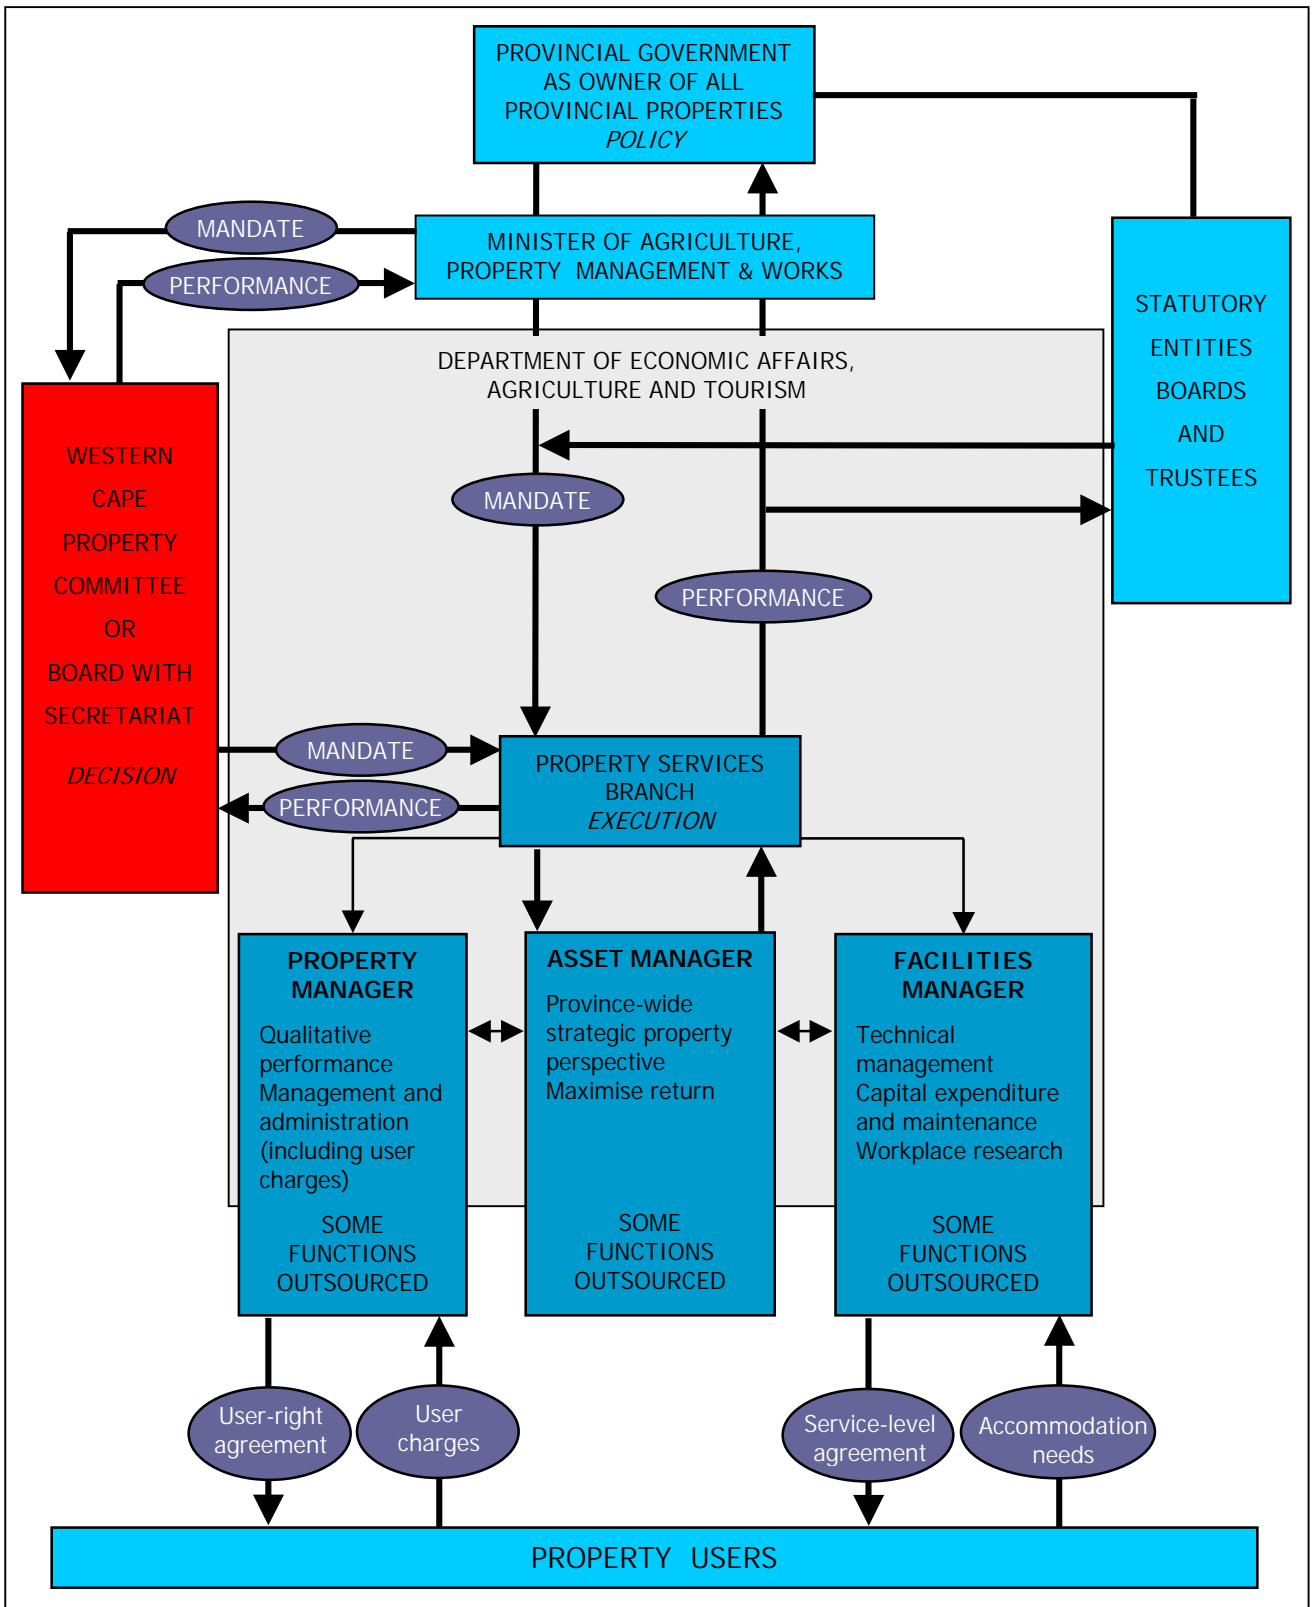 PROVINCIAL GOVERNMENT
AS OWNER OF ALL
PROVINCIAL PROPERTIES
POLICY
MANDATE
PERFORMANCE
MINISTER OF AGRICULTURE,
PROPERTY MANAGEMENT & WORKS
STATUTORY
ENTITIES
BOARDS
AND
TRUSTEES
DEPARTMENT OF ECONOMIC AFFAIRS,
AGRICULTURE AND TOURISM
WESTERN
CAPE
PROPERTY
COMMITTEE
OR
BOARD WITH
SECRETARIAT
DECISION
MANDATE
PERFORMANCE
MANDATE
PERFORMANCE
PROPERTY SERVICES
BRANCH
EXECUTION
PROPERTY
MANAGER
Qualitative
performance
Management and
administration
(including user
charges)
SOME
FUNCTIONS
OUTSOURCED
ASSET MANAGER
Province-wide
strategic property
perspective
Maximise return
SOME
FUNCTIONS
OUTSOURCED
FACILITIES
MANAGER
Technical
management
Capital expenditure
and maintenance
Workplace research
SOME
FUNCTIONS
OUTSOURCED
User-right
agreement
User
charges
Service-level
agreement
Accommodation
needs
PROPERTY USERS